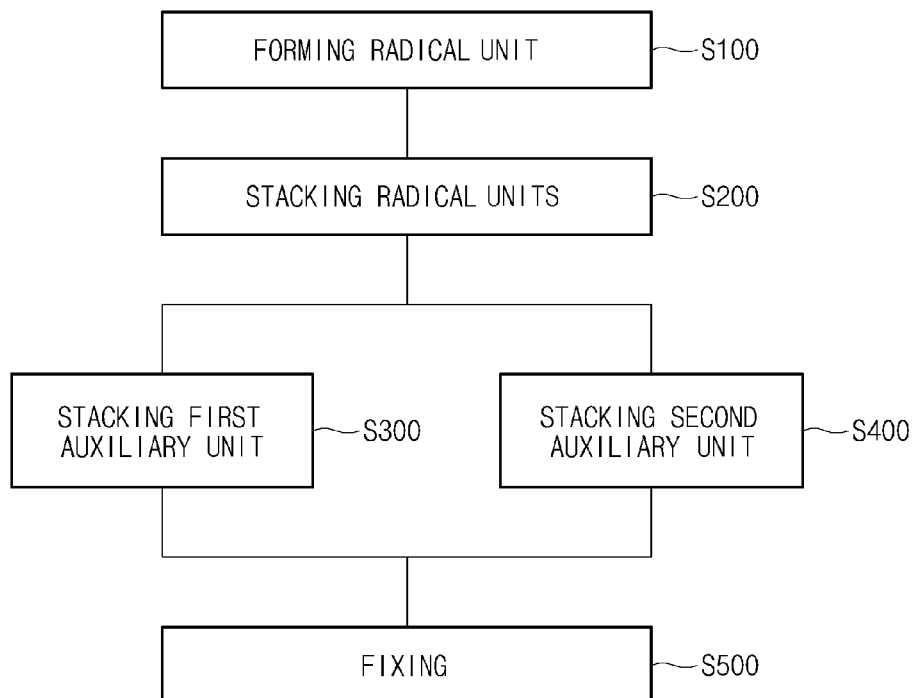 FORMING RADICAL UNIT
S100
STACKING RADICAL UNITS
S200
STACKING FIRST
AUXILIARY UNIT
S300
STACKING SECOND
AUXILIARY UNIT
S400
FIXING
S500